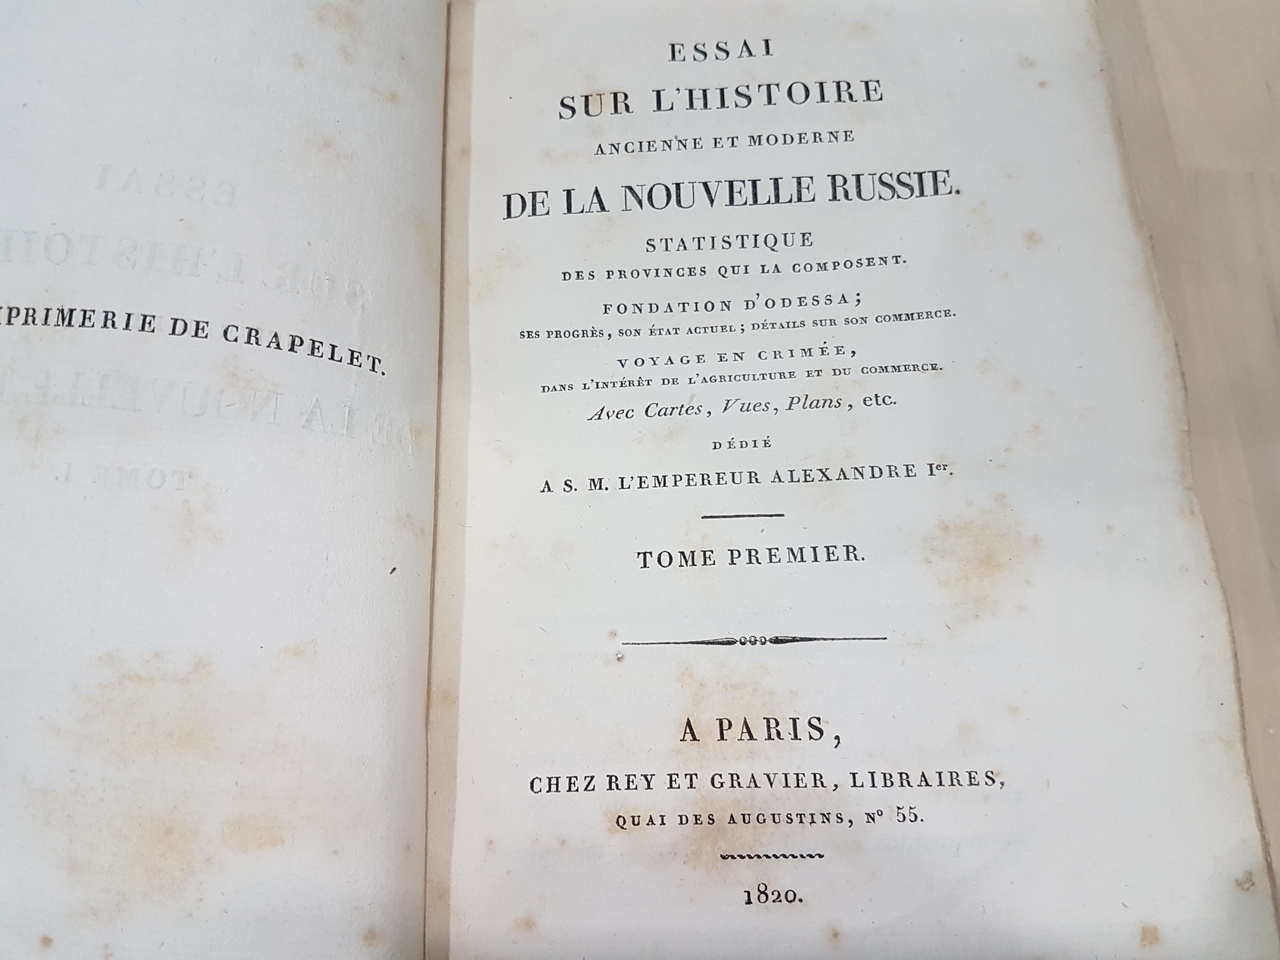 IMPRIMERIE DE CRAPELET.
ESSAI
SUR L'HISTOIRE
ANCIENNE ET MODERNE
DE LA NOUVELLE RUSSIE.
STATISTIQUE
DES PROVINCES QUI LA COMPOSENT.
FONDATION D'ODESSA;
SES PROGRÈS, SON ÉTAT ACTUEL; DÉTAILS SUR SON COMMERCE.
VOYAGE EN CRIMÉE,
DANS L'INTÉRÊT DE L'AGRICULTURE ET DU COMMERCE.
Avec Cartes, Vues, Plans, etc.
DÉDIÉ
A S. M. L'EMPEREUR ALEXANDRE Ier.
TOME PREMIER.
A PARIS,
CHEZ REY ET GRAVIER, LIBRAIRES,
QUAI DES AUGUSTINS, No 55.
1820.